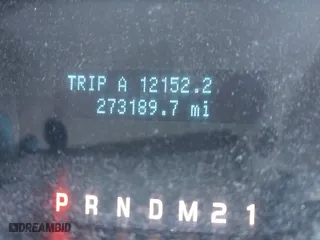 TRIP A 12152.2
273189.7 mi
P R N D M 2 1
DREAMBID